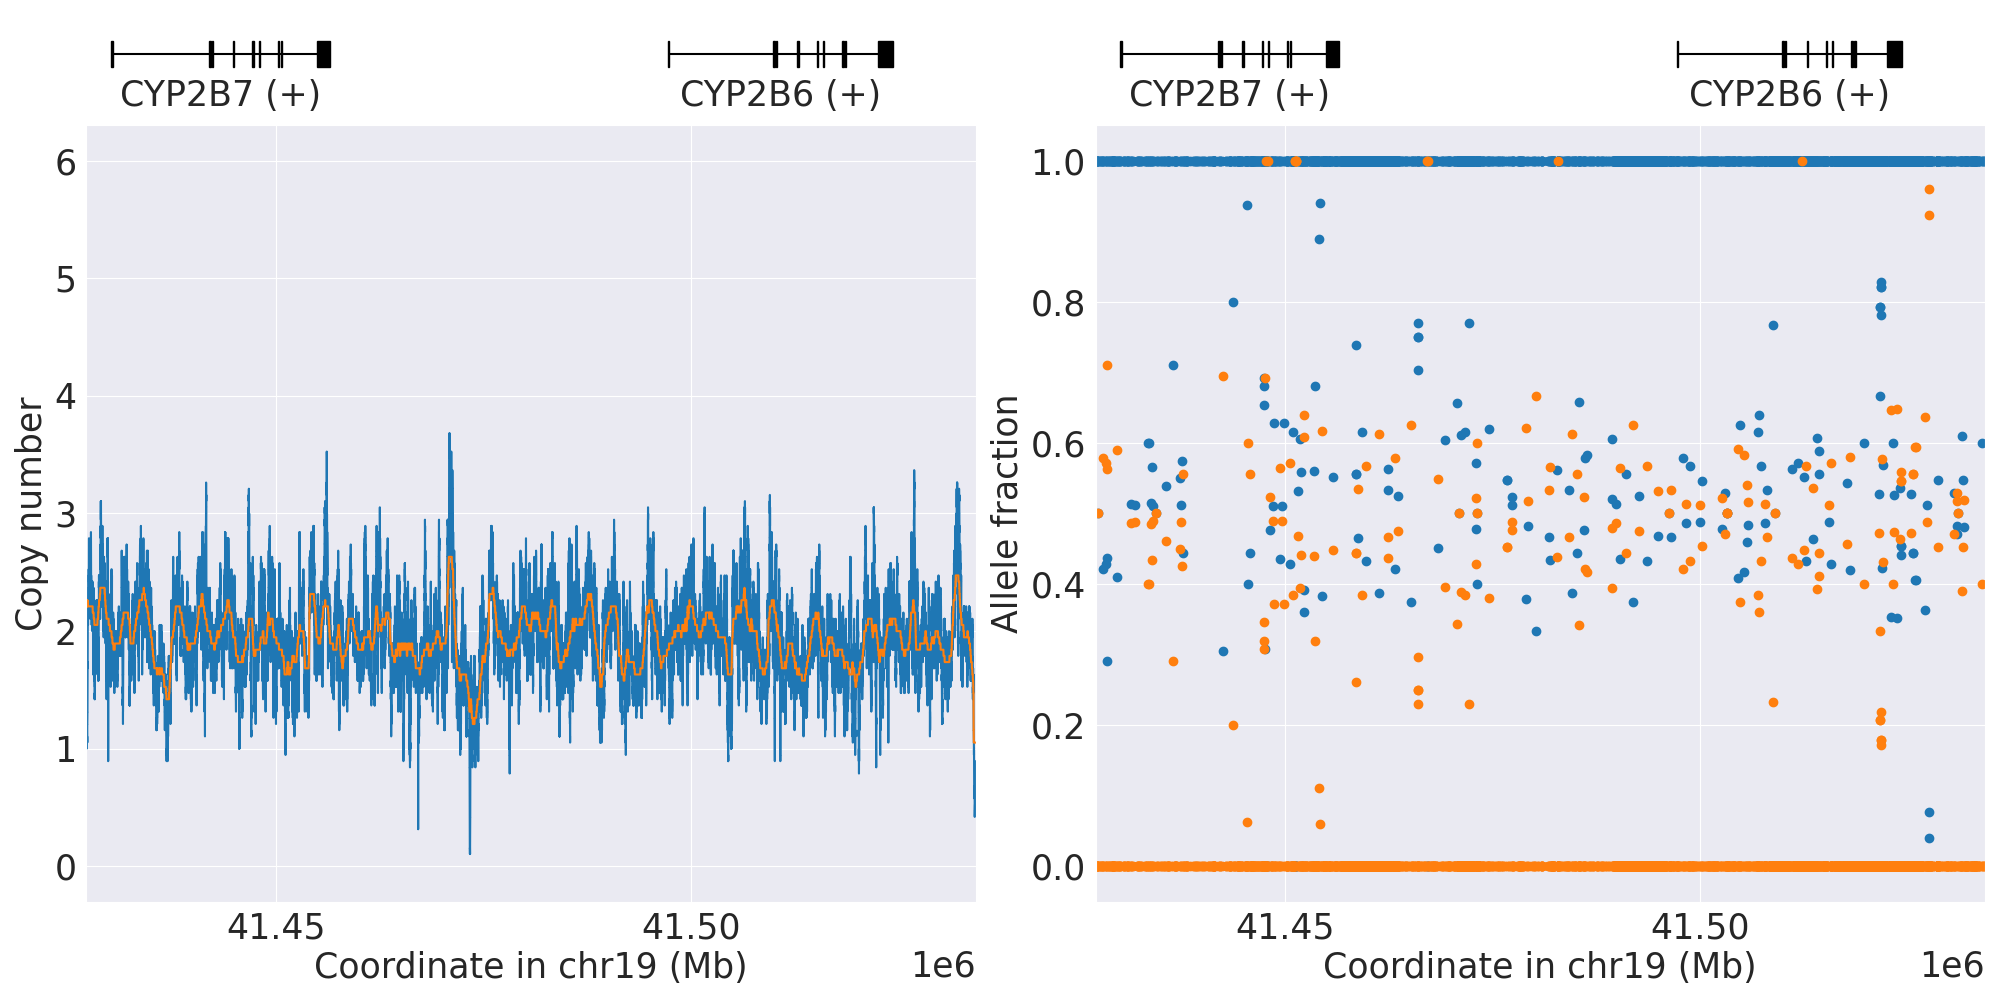 CYP2B7 (+)
CYP2B6 (+)
CYP2B7 (+)
CYP2B6 (+)
6
5
4
3
2
1
0
Copy number
41.45
41.50
Coordinate in chr19 (Mb)
1e6
1.0
0.8
0.6
0.4
0.2
0.0
Allele fraction
41.45
41.50
Coordinate in chr19 (Mb)
1e6